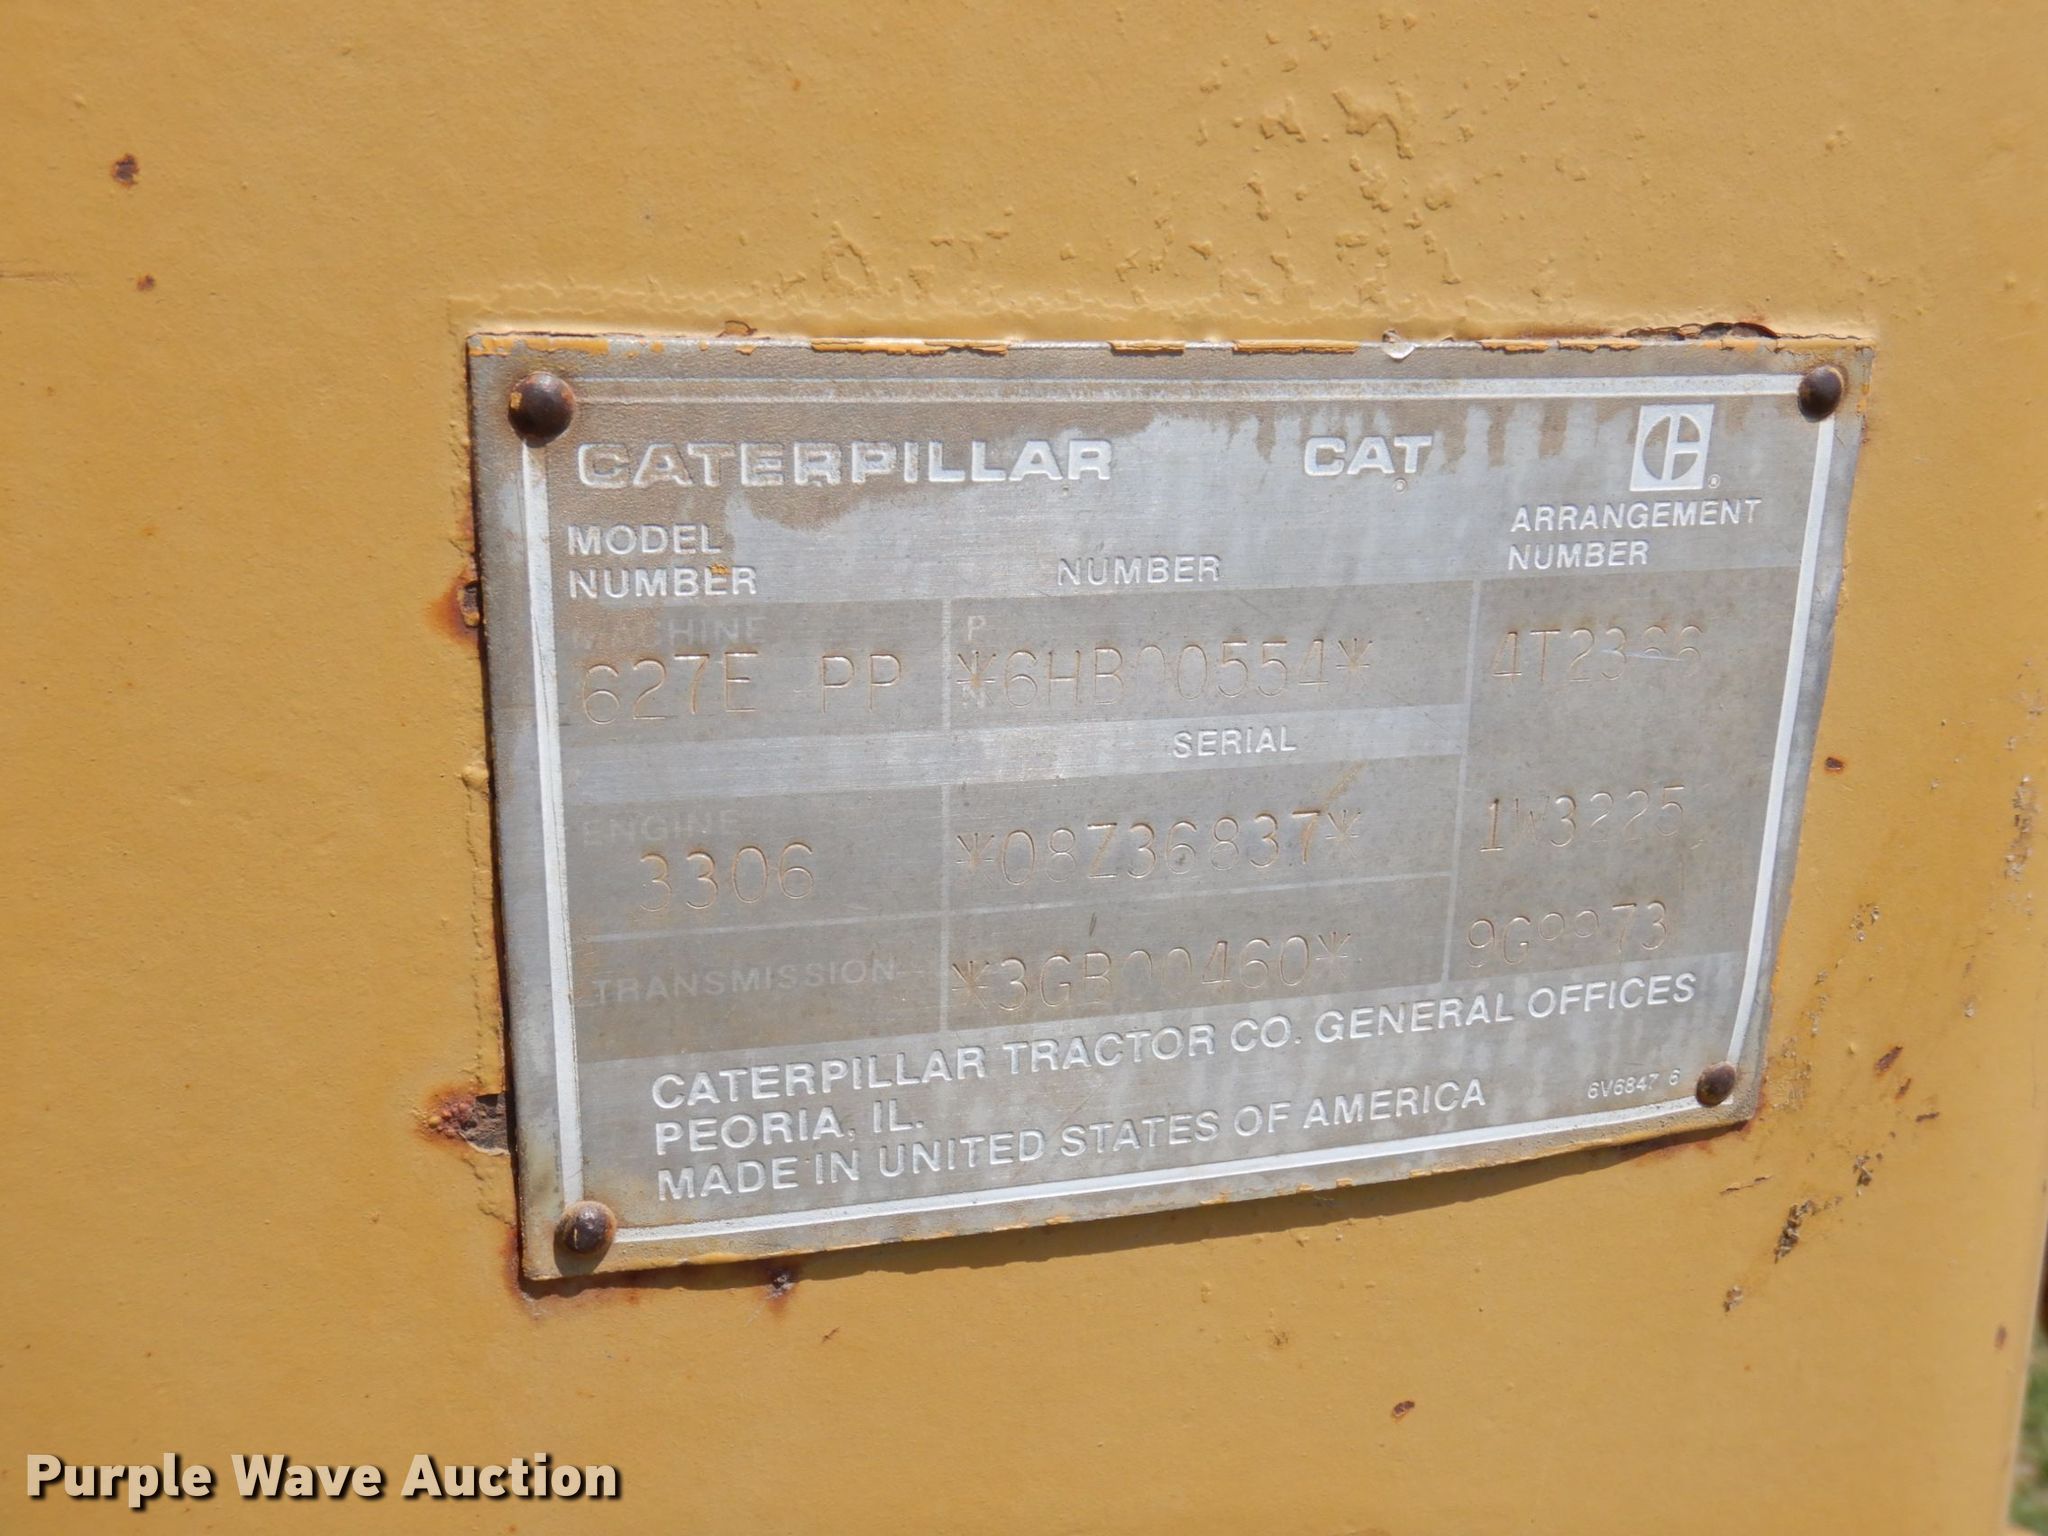 CATERPILLAR CAT ®
MODEL NUMBER
NUMBER
ARRANGEMENT NUMBER
MACHINE
P
627E PP *6HB00554* 4T2366
N
SERIAL
ENGINE
3306 *08Z36837* 1W3225
TRANSMISSION *3GB00460*
CATERPILLAR TRACTOR CO. GENERAL OFFICES
PEORIA, IL.
MADE IN UNITED STATES OF AMERICA
6V6847 6
Purple Wave Auction